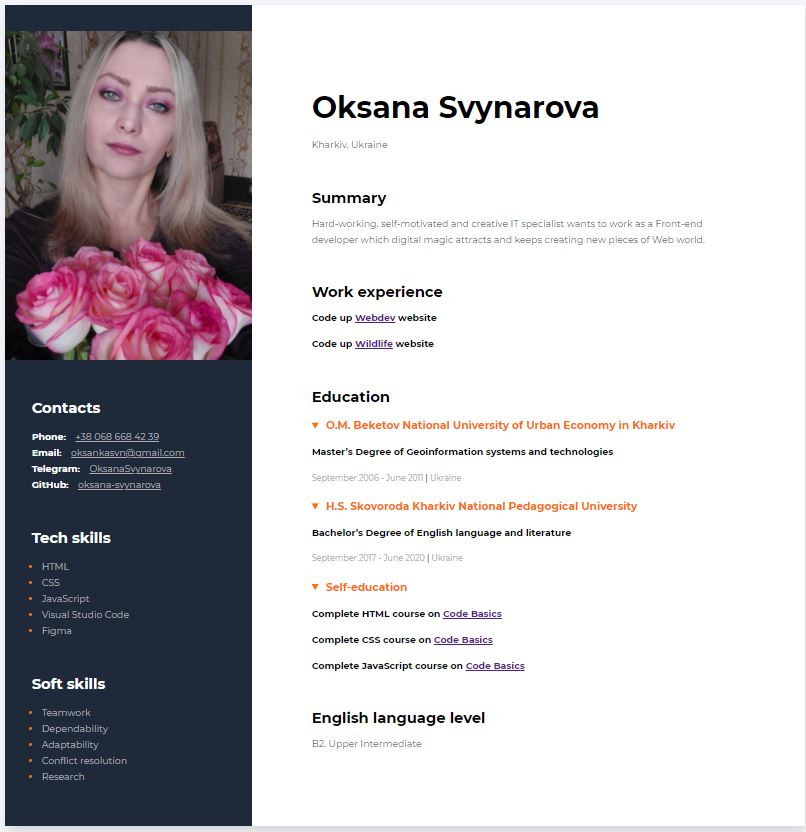 Contacts
Phone: +38 068 668 42 39
Email: oksankasvn@gmail.com
Telegram: OksanaSvynarova
GitHub: oksana-svynarova
Tech skills
HTML
CSS
JavaScript
Visual Studio Code
Figma
Soft skills
Teamwork
Dependability
Adaptability
Conflict resolution
Research
Oksana Svynarova
Kharkiv, Ukraine
Summary
Hard-working, self-motivated and creative IT specialist wants to work as a Front-end
developer which digital magic attracts and keeps creating new pieces of Web world.
Work experience
Code up Webdev website
Code up Wildlife website
Education
▼ O.M. Beketov National University of Urban Economy in Kharkiv
Master's Degree of Geoinformation systems and technologies
September 2006 - June 2011 | Ukraine
▼ H.S. Skovoroda Kharkiv National Pedagogical University
Bachelor's Degree of English language and literature
September 2017 - June 2020 | Ukraine
▼ Self-education
Complete HTML course on Code Basics
Complete CSS course on Code Basics
Complete JavaScript course on Code Basics
English language level
B2. Upper Intermediate